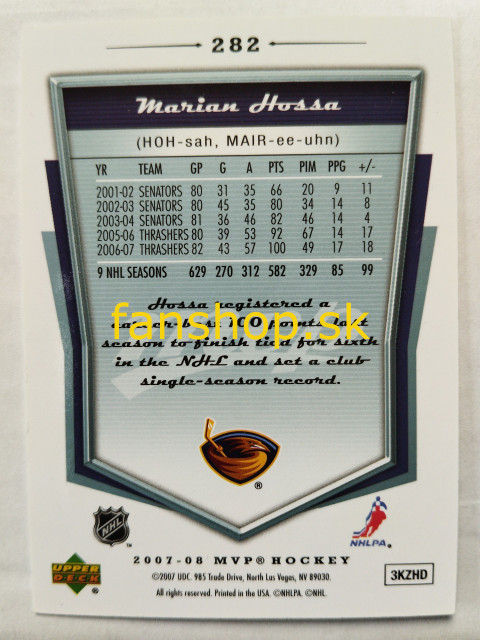 282
Marian Hossa
(HOH-sah, MAIR-ee-uhn)
YR TEAM GP G A PTS PIM PPG +/-
2001-02 SENATORS 80 31 35 66 20 9 11
2002-03 SENATORS 80 45 35 80 34 14 8
2003-04 SENATORS 81 36 46 82 46 14 4
2005-06 THRASHERS 80 39 53 92 67 14 17
2006-07 THRASHERS 82 43 57 100 49 17 18
9 NHL SEASONS 629 270 312 582 329 85 99
Hossa registered a
career-best 100 points last
season to finish tied for sixth
in the NHL and set a club
single-season record.
fanshop.sk
®
NHL
™
NHLPA
UPPER
DECK
®
2007-08 MVP® HOCKEY
©2007 UDC. 985 Trade Drive, North Las Vegas, NV 89030.
All rights reserved. Printed in the USA. ©NHLPA. ©NHL.
3KZHD